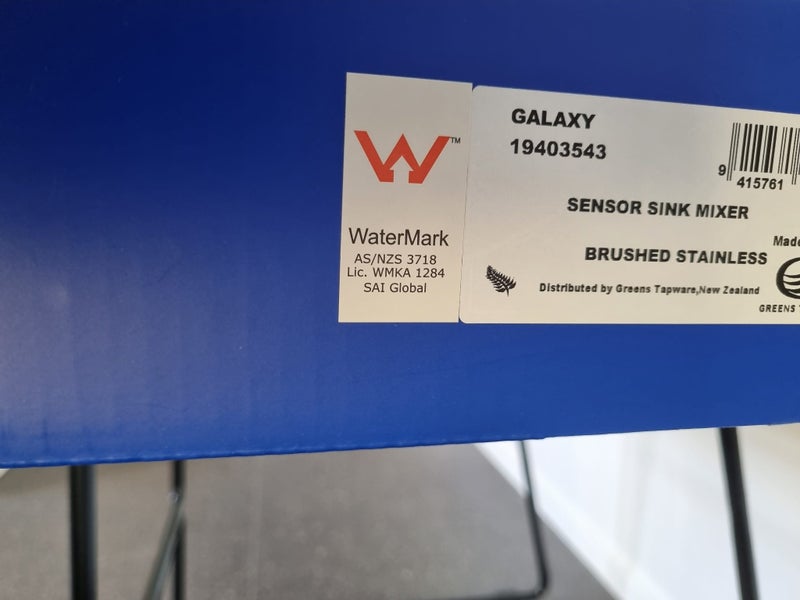 W™
WaterMark
AS/NZS 3718
Lic. WMKA 1284
SAI Global
GALAXY
19403543
9 415761
SENSOR SINK MIXER
BRUSHED STAINLESS
Made
Distributed by Greens Tapware,New Zealand
GREENS